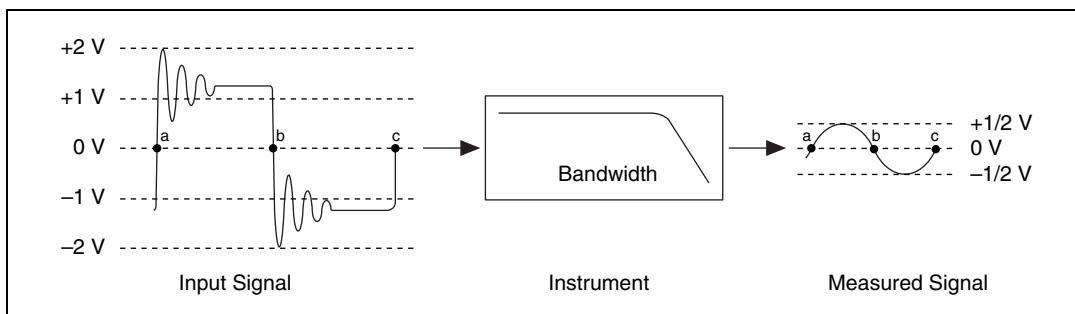 +2 V
+1 V
0 V
–1 V
–2 V
a
b
c
Input Signal
Bandwidth
Instrument
a
b
c
+1/2 V
0 V
–1/2 V
Measured Signal